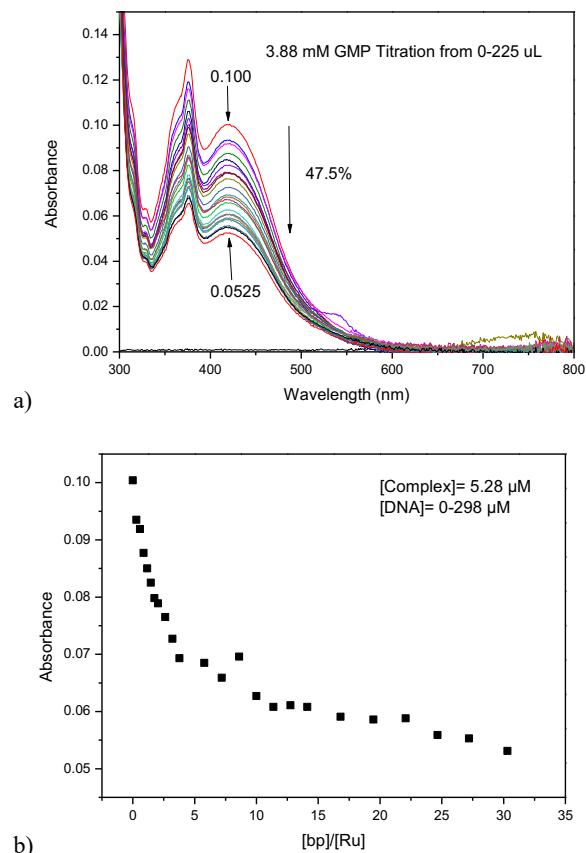 3.88 mM GMP Titration from 0-225 uL
0.14
0.12
0.10
0.08
0.06
0.04
0.02
0.00
0.100
47.5%
0.0525
Absorbance
300 400 500 600 700 800
Wavelength (nm)
a)
[Complex]= 5.28 µM
[DNA]= 0-298 µM
0.10
0.09
0.08
0.07
0.06
0.05
Absorbance
0 5 10 15 20 25 30 35
[bp]/[Ru]
b)